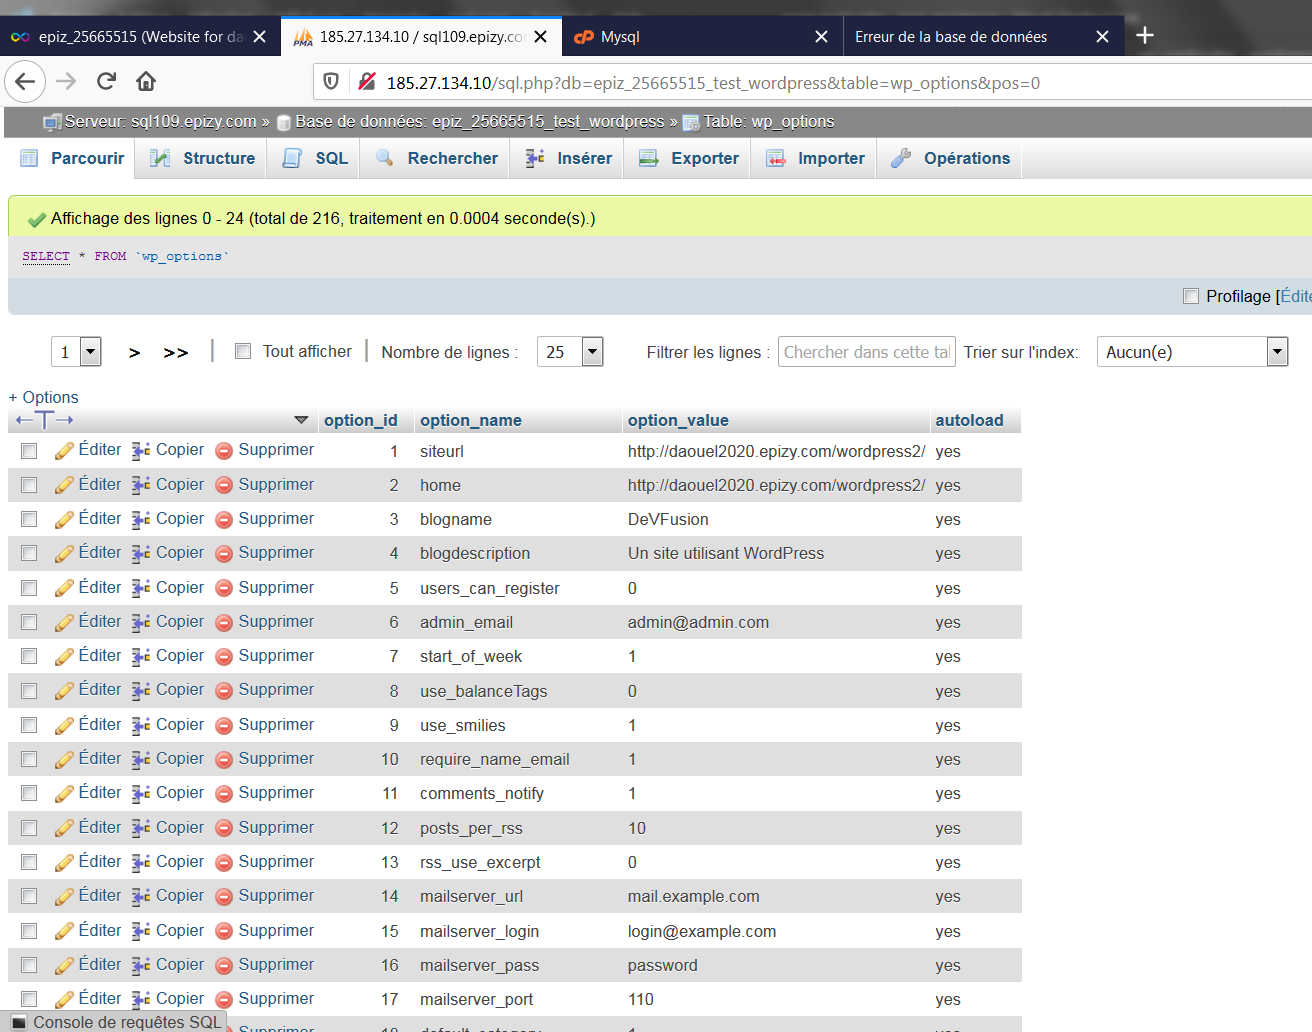 epiz_25665515 (Website for da
185.27.134.10 / sql109.epizy.co
Mysql
Erreur de la base de données
185.27.134.10/sql.php?db=epiz_25665515_test_wordpress&table=wp_options&pos=0
Serveur: sql109.epizy.com » Base de données: epiz_25665515_test_wordpress » Table: wp_options
Parcourir Structure SQL Rechercher Insérer Exporter Importer Opérations
Affichage des lignes 0 - 24 (total de 216, traitement en 0.0004 seconde(s).)
SELECT * FROM `wp_options`
Profilage [Édite
1 > >> | Tout afficher | Nombre de lignes : 25 Filtrer les lignes : Chercher dans cette tal Trier sur l'index: Aucun(e)
+ Options
←T→ option_id option_name option_value autoload
Éditer Copier Supprimer 1 siteurl http://daouel2020.epizy.com/wordpress2/ yes
Éditer Copier Supprimer 2 home http://daouel2020.epizy.com/wordpress2/ yes
Éditer Copier Supprimer 3 blogname DeVFusion yes
Éditer Copier Supprimer 4 blogdescription Un site utilisant WordPress yes
Éditer Copier Supprimer 5 users_can_register 0 yes
Éditer Copier Supprimer 6 admin_email admin@admin.com yes
Éditer Copier Supprimer 7 start_of_week 1 yes
Éditer Copier Supprimer 8 use_balanceTags 0 yes
Éditer Copier Supprimer 9 use_smilies 1 yes
Éditer Copier Supprimer 10 require_name_email 1 yes
Éditer Copier Supprimer 11 comments_notify 1 yes
Éditer Copier Supprimer 12 posts_per_rss 10 yes
Éditer Copier Supprimer 13 rss_use_excerpt 0 yes
Éditer Copier Supprimer 14 mailserver_url mail.example.com yes
Éditer Copier Supprimer 15 mailserver_login login@example.com yes
Éditer Copier Supprimer 16 mailserver_pass password yes
Éditer Copier Supprimer 17 mailserver_port 110 yes
Console de requêtes SQL